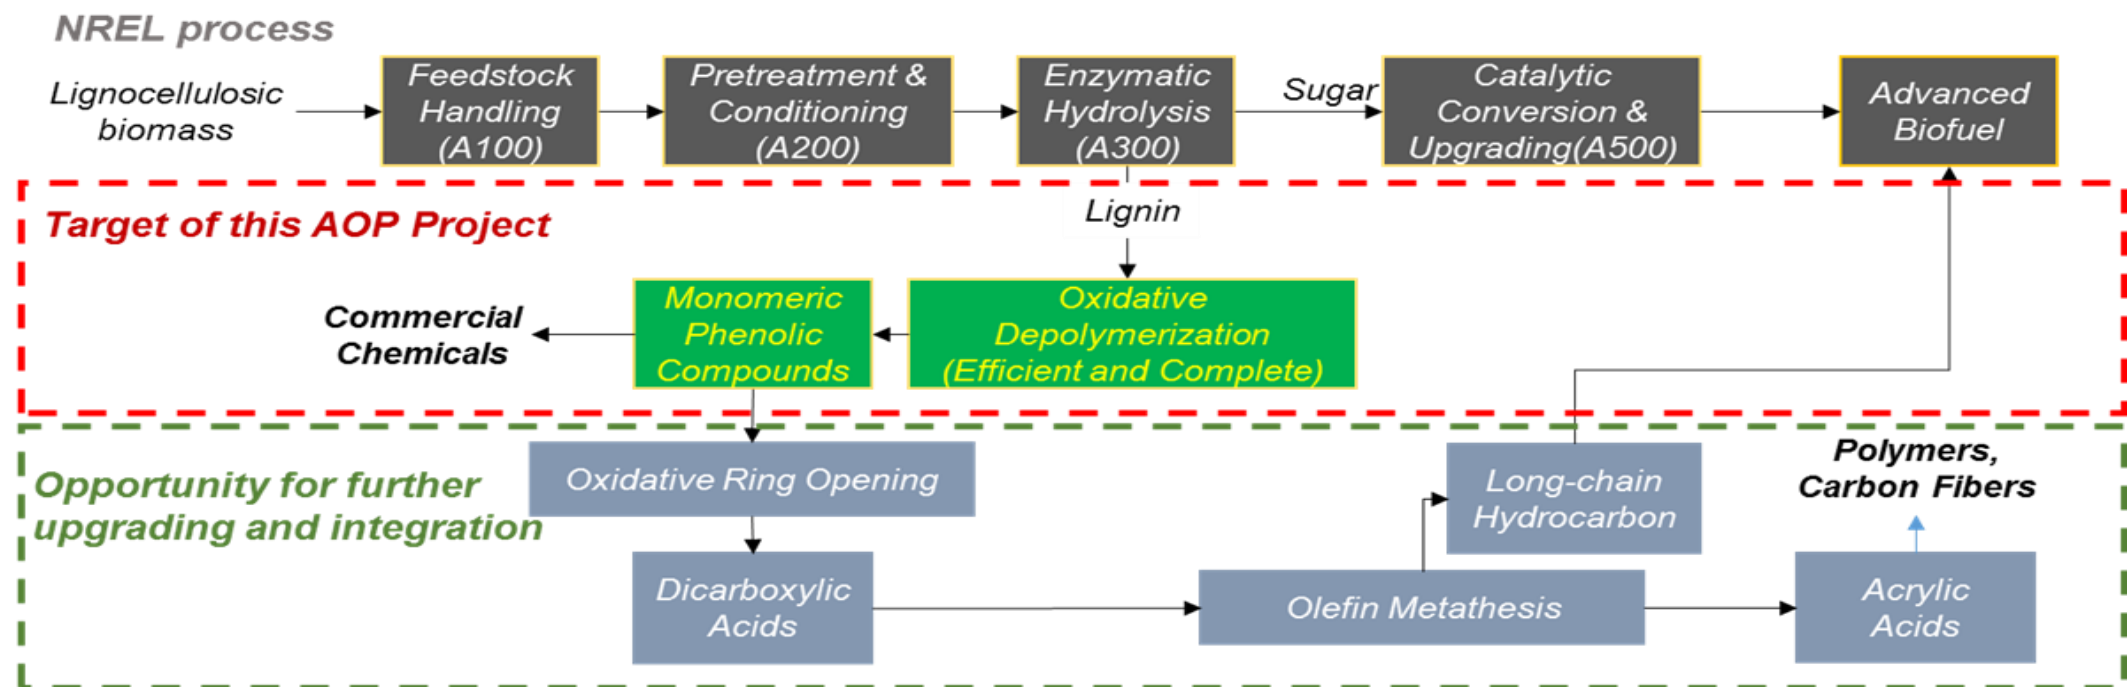 NREL process
Lignocellulosic
biomass
Feedstock
Handling
(A100)
Pretreatment &
Conditioning
(A200)
Enzymatic
Hydrolysis
(A300)
Sugar
Catalytic
Conversion &
Upgrading(A500)
Advanced
Biofuel
Target of this AOP Project
Lignin
Commercial
Chemicals
Monomeric
Phenolic
Compounds
Oxidative
Depolymerization
(Efficient and Complete)
Opportunity for further
upgrading and integration
Oxidative Ring Opening
Long-chain
Hydrocarbon
Polymers,
Carbon Fibers
Dicarboxylic
Acids
Olefin Metathesis
Acrylic
Acids